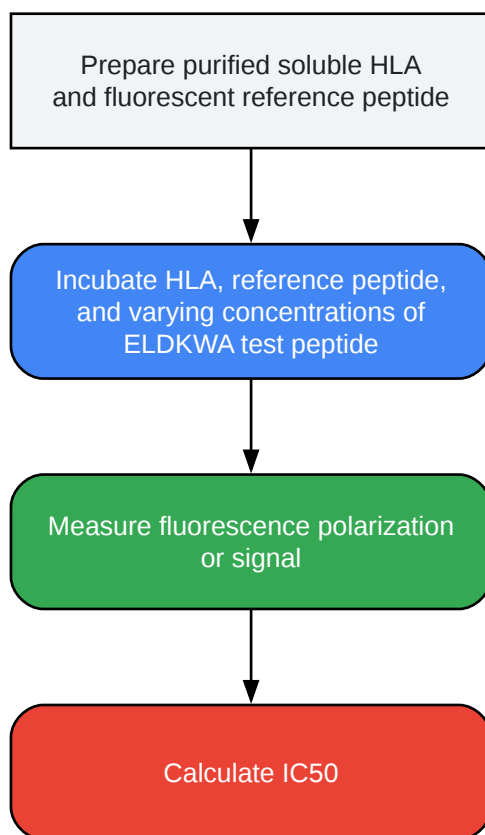 Prepare purified soluble HLA
and fluorescent reference peptide
Incubate HLA, reference peptide,
and varying concentrations of
ELDKWA test peptide
Measure fluorescence polarization
or signal
Calculate IC50